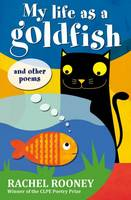 My life as a
goldfish
and other
poems
RACHEL ROONEY
Winner of the CLPE Poetry Prize